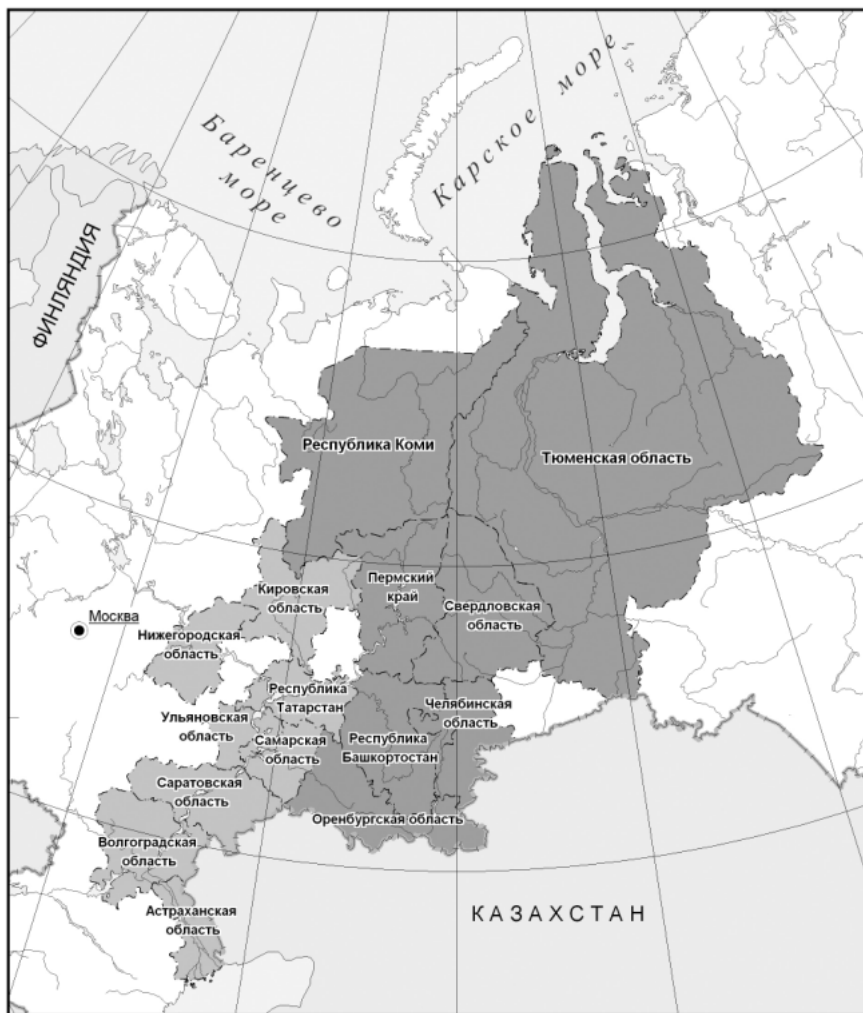 Баренцево
море
Карское море
ФИНЛЯНДИЯ
Республика Коми
Тюменская область
Кировская
область
Пермский
край
Свердловская
область
Москва
Нижегородская
область
Республика
Татарстан
Челябинская
область
Ульяновская
область
Самарская
область
Республика
Башкортостан
Саратовская
область
Оренбургская область
Волгоградская
область
Астраханская
область
КАЗАХСТАН